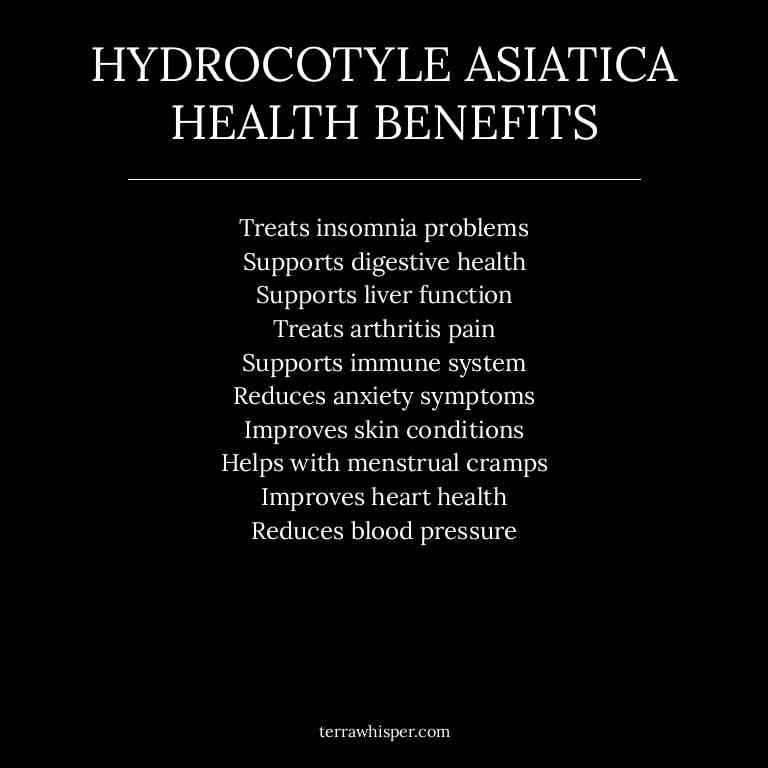 HYDROCOTYLE ASIATICA
HEALTH BENEFITS
Treats insomnia problems
Supports digestive health
Supports liver function
Treats arthritis pain
Supports immune system
Reduces anxiety symptoms
Improves skin conditions
Helps with menstrual cramps
Improves heart health
Reduces blood pressure
terrawhisper.com